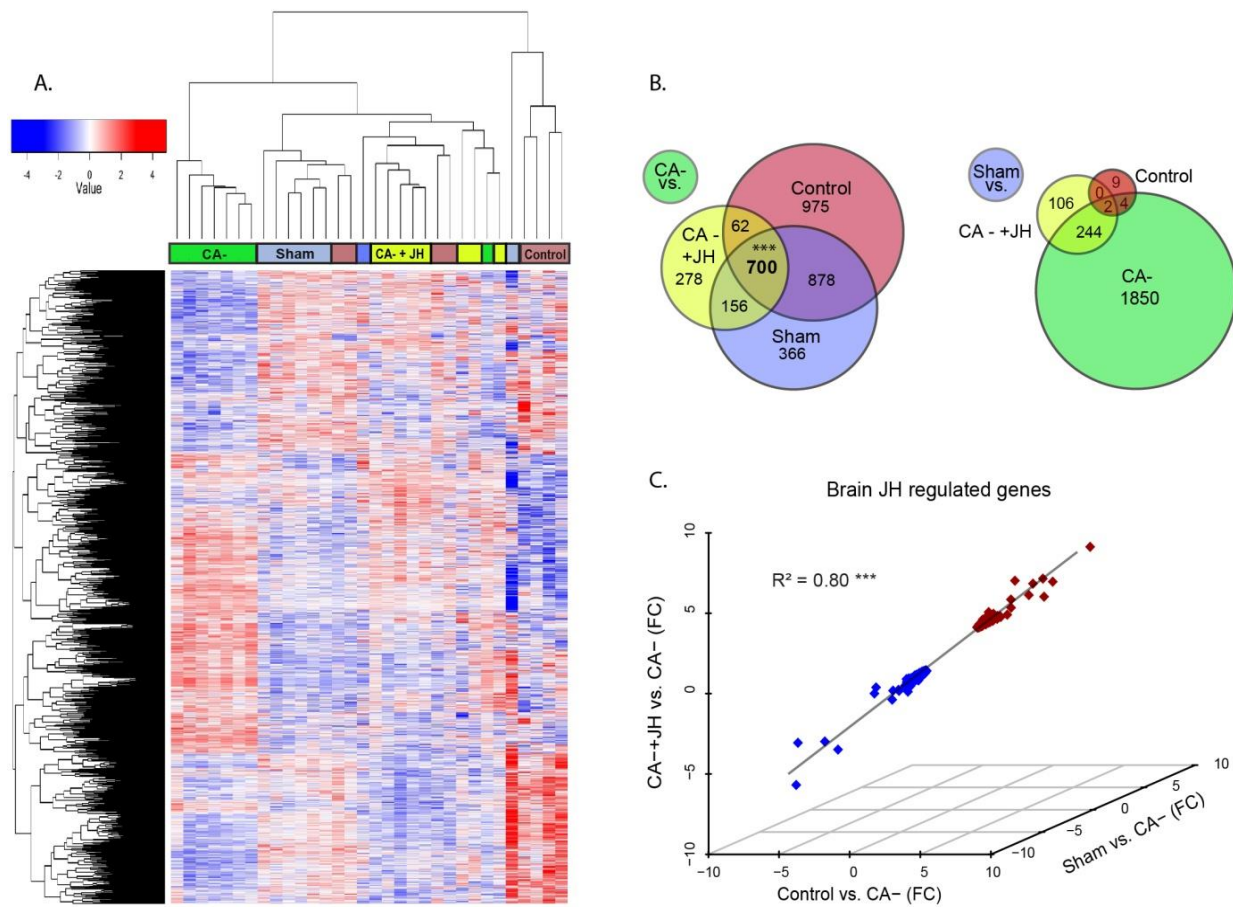 A.
-4 -2 0 2 4
Value
CA- Sham CA- + JH Control
B.
CA-
vs.
Control
975
CA -
+JH
278
62
***
700
878
156
Sham
366
Sham
vs.
Control
106
0
9
2
4
CA - +JH
244
CA-
1850
C.
Brain JH regulated genes
R² = 0.80 ***
CA−+JH vs. CA− (FC)
10
5
0
−5
−10
−10 −5 0 5 10
Control vs. CA− (FC)
−10
−5
0
5
10
Sham vs. CA− (FC)